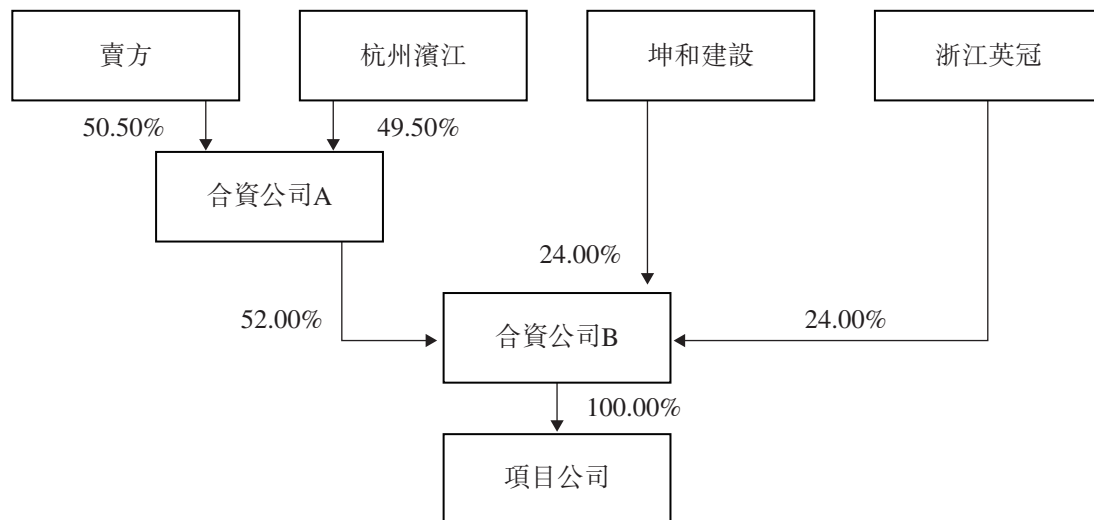 賣方
杭州濱江
坤和建設
浙江英冠
50.50%
49.50%
合資公司A
24.00%
52.00%
合資公司B
24.00%
100.00%
項目公司